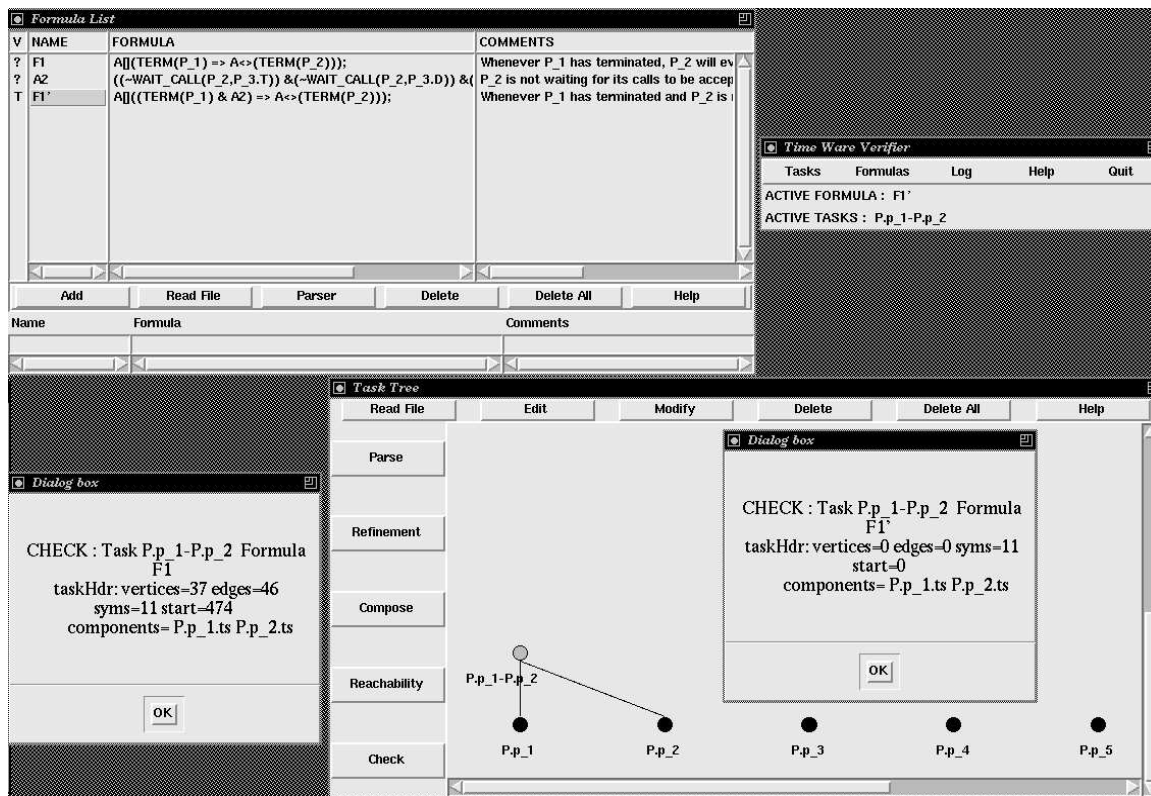 Formula List
V NAME FORMULA COMMENTS
? F1 A[](TERM(P_1) => A<>(TERM(P_2))); Whenever P_1 has terminated, P_2 will ev
? A2 ((~WAIT_CALL(P_2,P_3.T)) &(~WAIT_CALL(P_2,P_3.D)) &( P_2 is not waiting for its calls to be accep
T F1' A[]((TERM(P_1) & A2) => A<>(TERM(P_2))); Whenever P_1 has terminated and P_2 is
Add Read File Parser Delete Delete All Help
Name Formula Comments
Time Ware Verifier
Tasks Formulas Log Help Quit
ACTIVE FORMULA : F1'
ACTIVE TASKS : P.p_1-P.p_2
Task Tree
Read File Edit Modify Delete Delete All Help
Parse
Refinement
Compose
Reachability
Check
P.p_1-P.p_2
P.p_1 P.p_2 P.p_3 P.p_4 P.p_5
Dialog box
CHECK : Task P.p_1-P.p_2 Formula
F1
taskHdr: vertices=37 edges=46
syms=11 start=474
components= P.p_1.ts P.p_2.ts
OK
Dialog box
CHECK : Task P.p_1-P.p_2 Formula
F1'
taskHdr: vertices=0 edges=0 syms=11
start=0
components= P.p_1.ts P.p_2.ts
OK